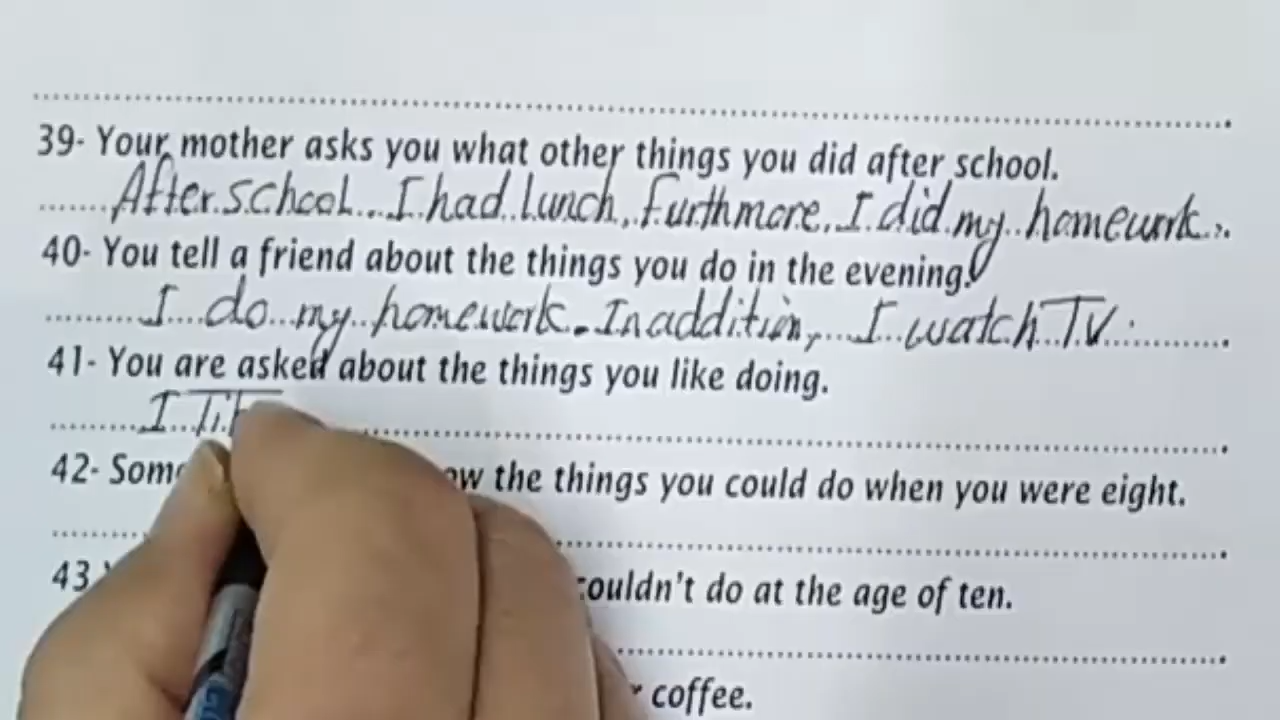 39- Your mother asks you what other things you did after school.
After school. I had lunch, furthmore, I did my homewurk.
40- You tell a friend about the things you do in the evening.
I do my homework. In addition, I watch TV.
41- You are asked about the things you like doing.
I
42- the things you could do when you were eight.
43 couldn't do at the age of ten.
coffee.